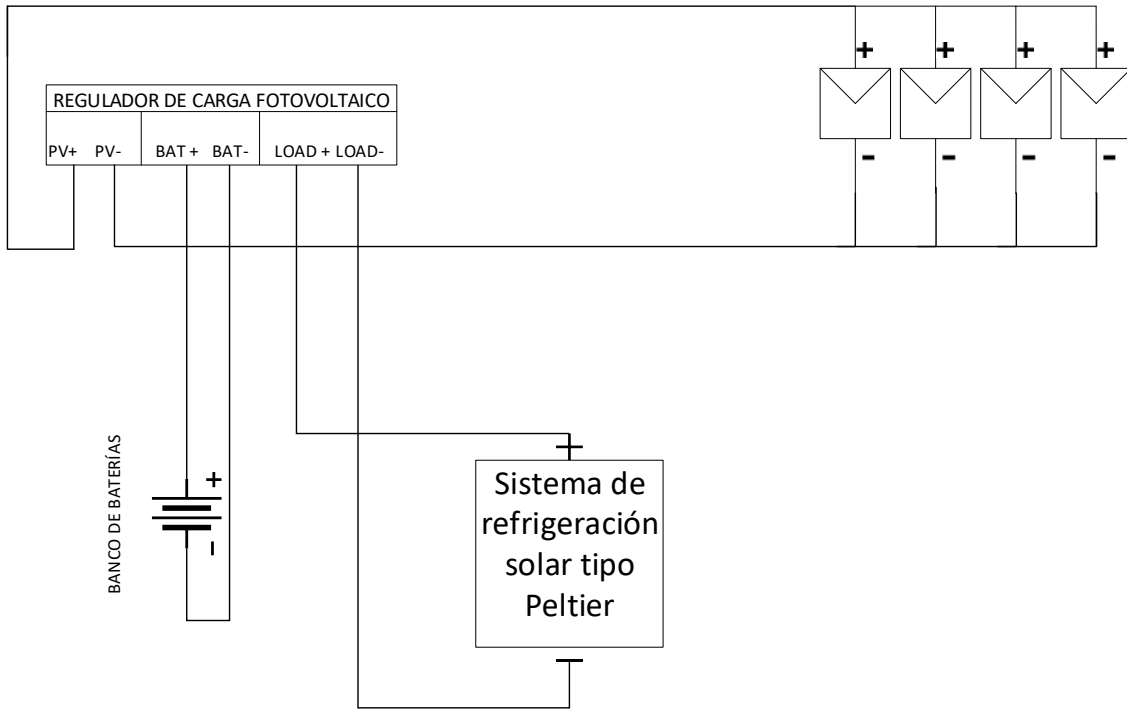 + + + +
REGULADOR DE CARGA FOTOVOLTAICO
PV+ PV- BAT + BAT- LOAD + LOAD-
- - - -
BANCO DE BATERÍAS
+
-
+
Sistema de
refrigeración
solar tipo
Peltier
-